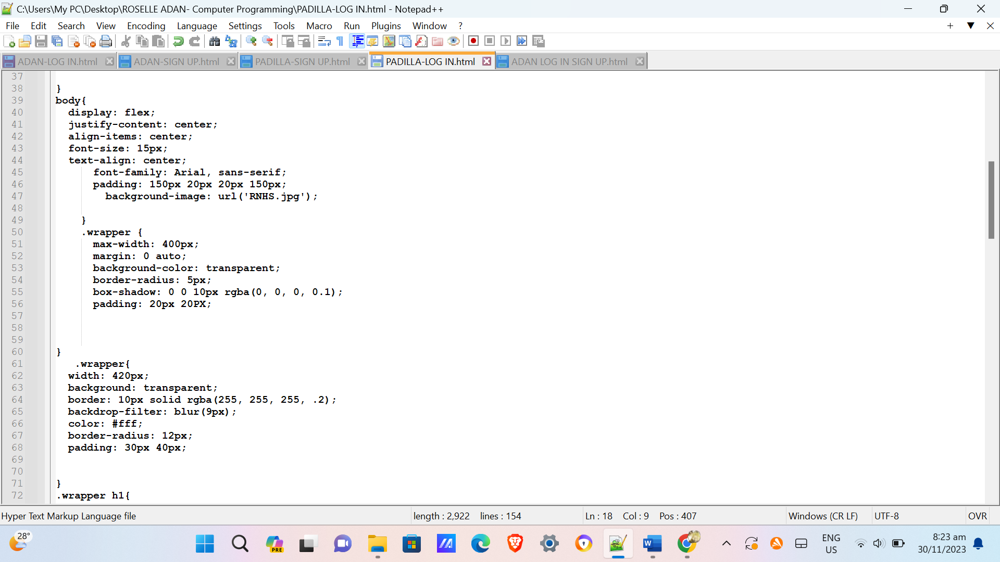 C:\Users\My PC\Desktop\ROSELLE ADAN- Computer Programming\PADILLA-LOG IN.html - Notepad++
File Edit Search View Encoding Language Settings Tools Macro Run Plugins Window ?
ADAN-LOG IN.html ADAN-SIGN UP.html PADILLA-SIGN UP.html PADILLA-LOG IN.html ADAN LOG IN SIGN UP.html
37
38 }
39 body{
40 display: flex;
41 justify-content: center;
42 align-items: center;
43 font-size: 15px;
44 text-align: center;
45 font-family: Arial, sans-serif;
46 padding: 150px 20px 20px 150px;
47 background-image: url('RNHS.jpg');
48
49 }
50 .wrapper {
51 max-width: 400px;
52 margin: 0 auto;
53 background-color: transparent;
54 border-radius: 5px;
55 box-shadow: 0 0 10px rgba(0, 0, 0, 0.1);
56 padding: 20px 20PX;
57
58
59
60 }
61 .wrapper{
62 width: 420px;
63 background: transparent;
64 border: 10px solid rgba(255, 255, 255, .2);
65 backdrop-filter: blur(9px);
66 color: #fff;
67 border-radius: 12px;
68 padding: 30px 40px;
69
70
71 }
72 .wrapper h1{
Hyper Text Markup Language file length : 2,922 lines : 154 Ln : 18 Col : 9 Pos : 407 Windows (CR LF) UTF-8 OVR
28° PRE W ENG 8:23 am
US 30/11/2023